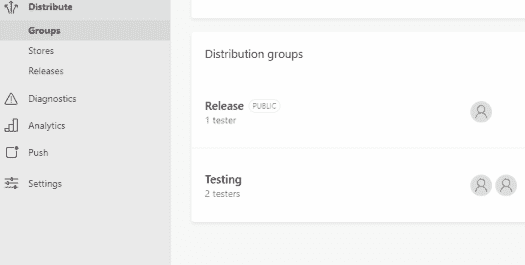 Distribute
Groups
Stores
Releases
Diagnostics
Analytics
Push
Settings
Distribution groups
Release PUBLIC
1 tester
Testing
2 testers